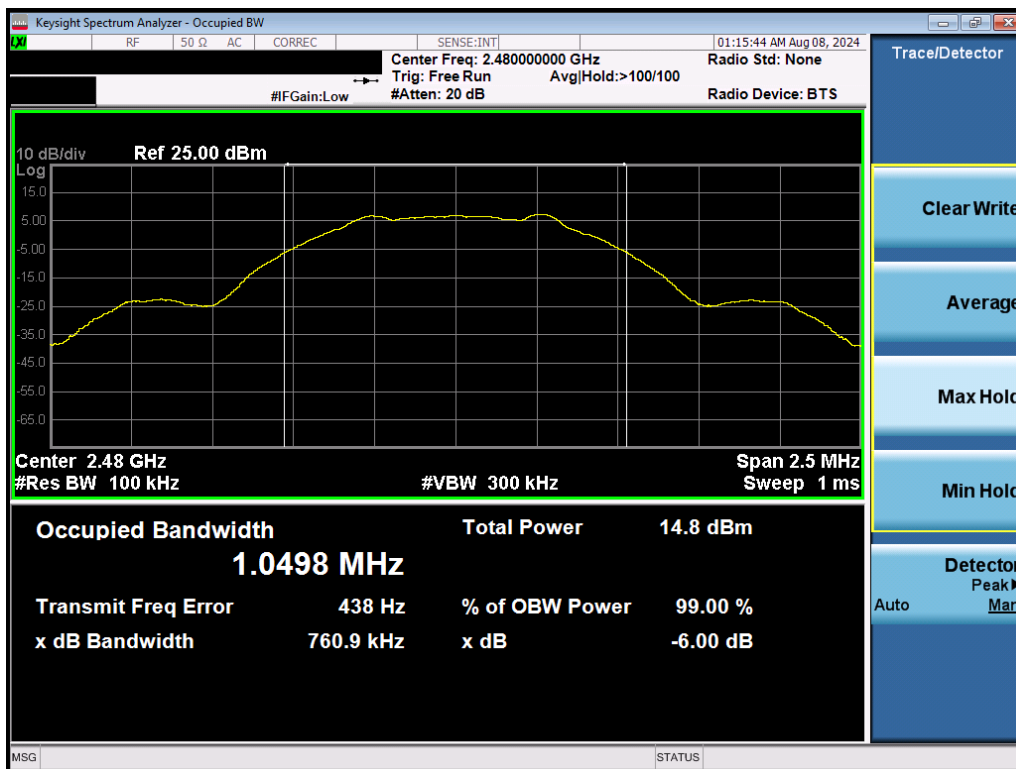 Keysight Spectrum Analyzer - Occupied BW
LXI RF 50 Ω AC CORREC SENSE:INT 01:15:44 AM Aug 08, 2024
Center Freq: 2.480000000 GHz Radio Std: None
Trig: Free Run Avg|Hold:>100/100
#IFGain:Low #Atten: 20 dB Radio Device: BTS
Trace/Detector
10 dB/div Ref 25.00 dBm
Log
15.0
5.00
-5.00
-15.0
-25.0
-35.0
-45.0
-55.0
-65.0
Center 2.48 GHz Span 2.5 MHz
#Res BW 100 kHz #VBW 300 kHz Sweep 1 ms
Occupied Bandwidth Total Power 14.8 dBm
1.0498 MHz
Transmit Freq Error 438 Hz % of OBW Power 99.00 %
x dB Bandwidth 760.9 kHz x dB -6.00 dB
Clear Write
Average
Max Hold
Min Hold
Detector
Peak
Auto Man
MSG STATUS